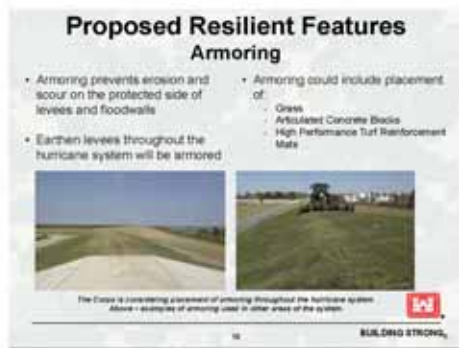 Proposed Resilient Features
Armoring
• Armoring prevents erosion and
scour on the protected side of
levees and floodwalls
• Earthen levees throughout the
hurricane system will be armored
• Armoring could include placement
of:
- Grass
- Articulated Concrete Blocks
- High Performance Turf Reinforcement
Mats
The Corps is considering placement of armoring throughout the hurricane system.
Above – examples of armoring used in other areas of the system.
BUILDING STRONG®